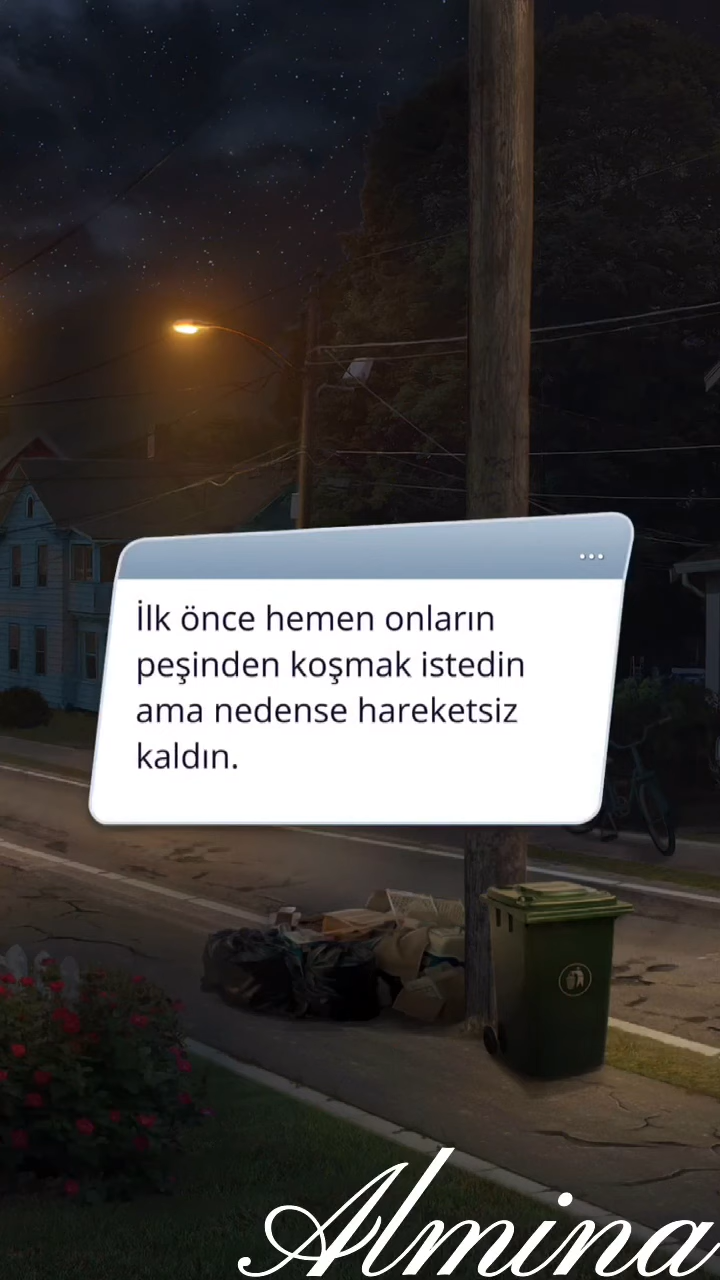 İlk önce hemen onların
peşinden koşmak istedin
ama nedense hareketsiz
kaldın.
Almina